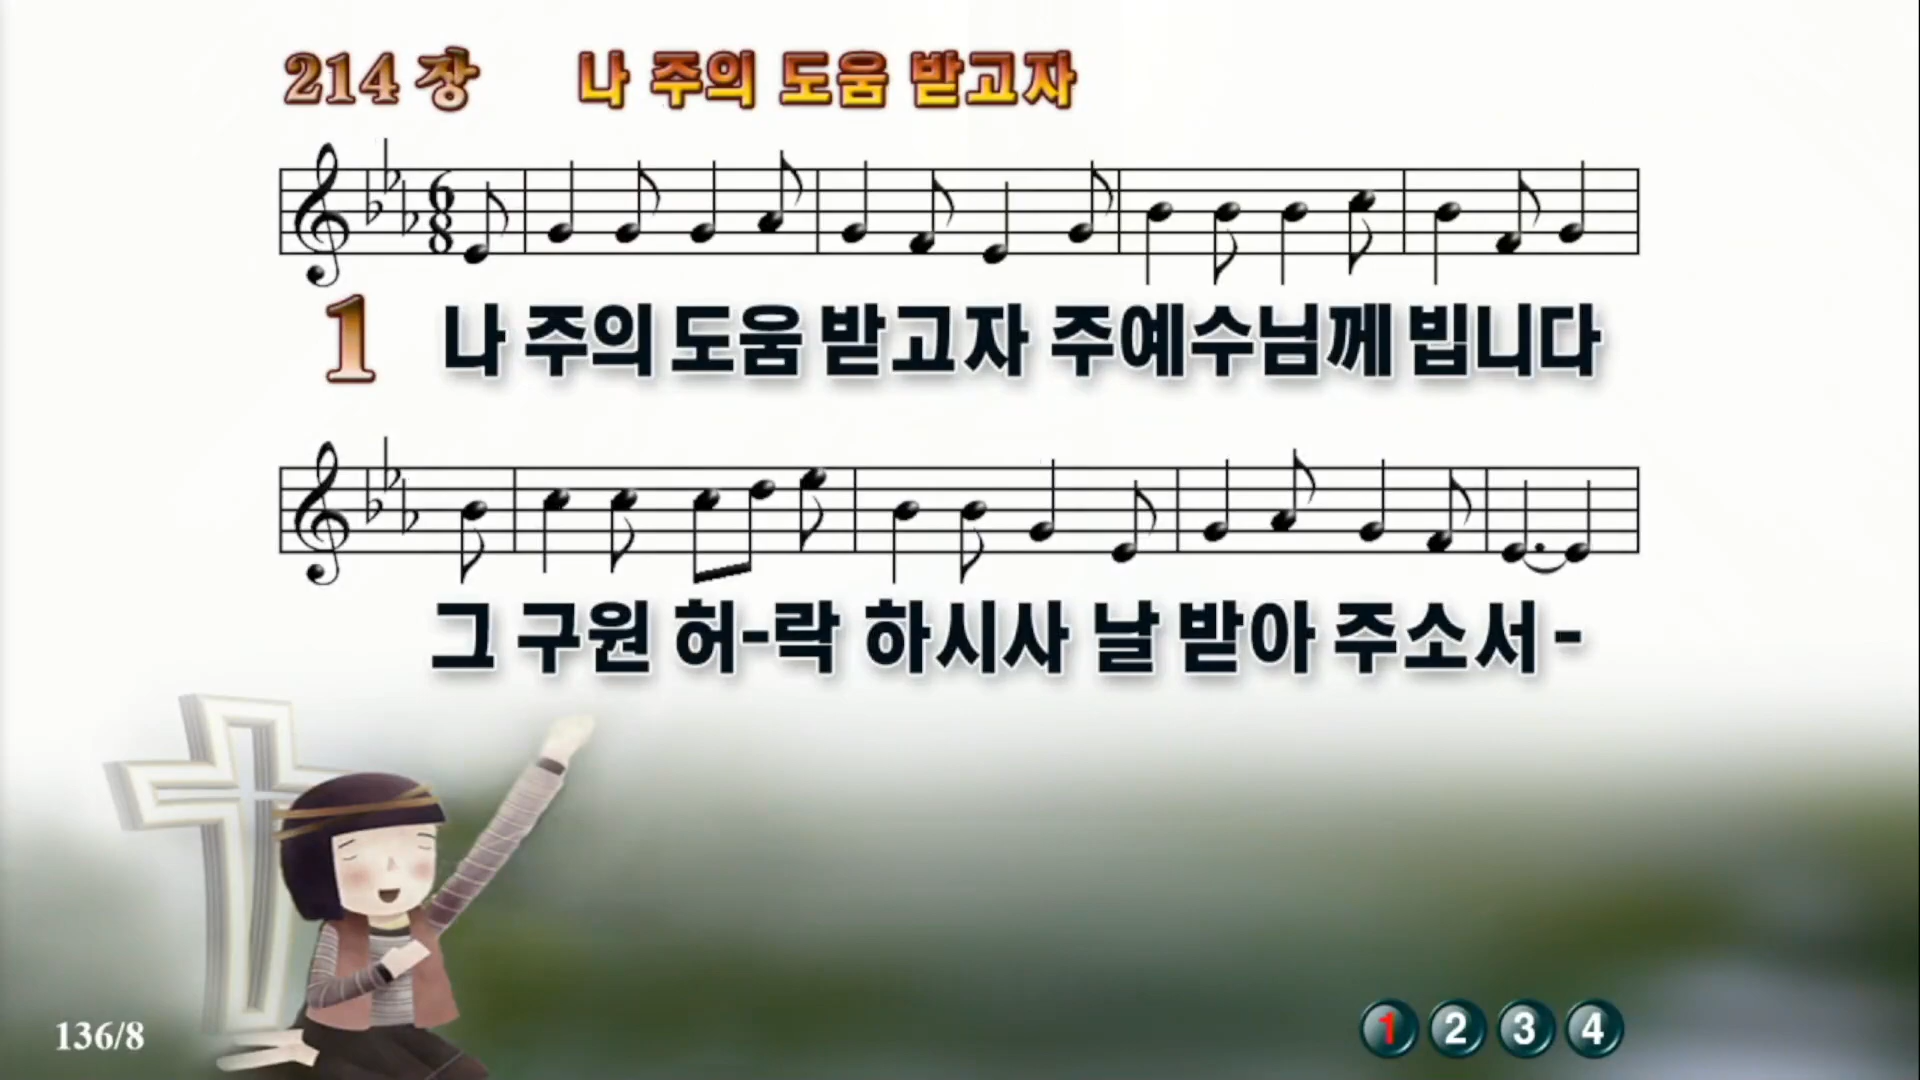 214 장 나 주의 도움 받고자
1 나 주의 도움 받고자 주예수님께 빕니다
그 구원 허-락 하시사 날 받아 주소서 -
136/8
1 2 3 4